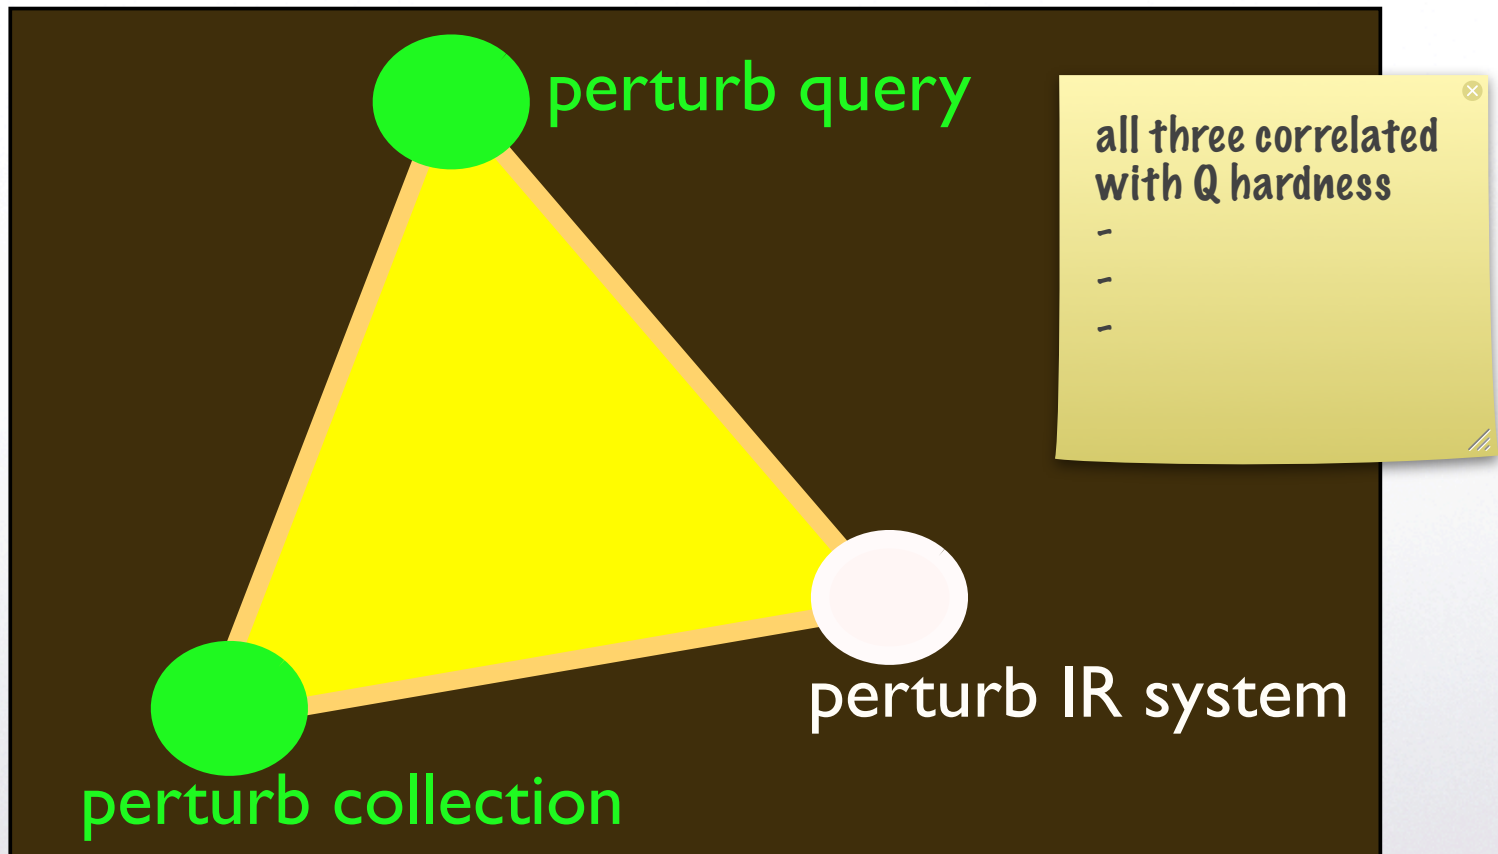 perturb query
all three correlated
with Q hardness
-
-
-
perturb IR system
perturb collection